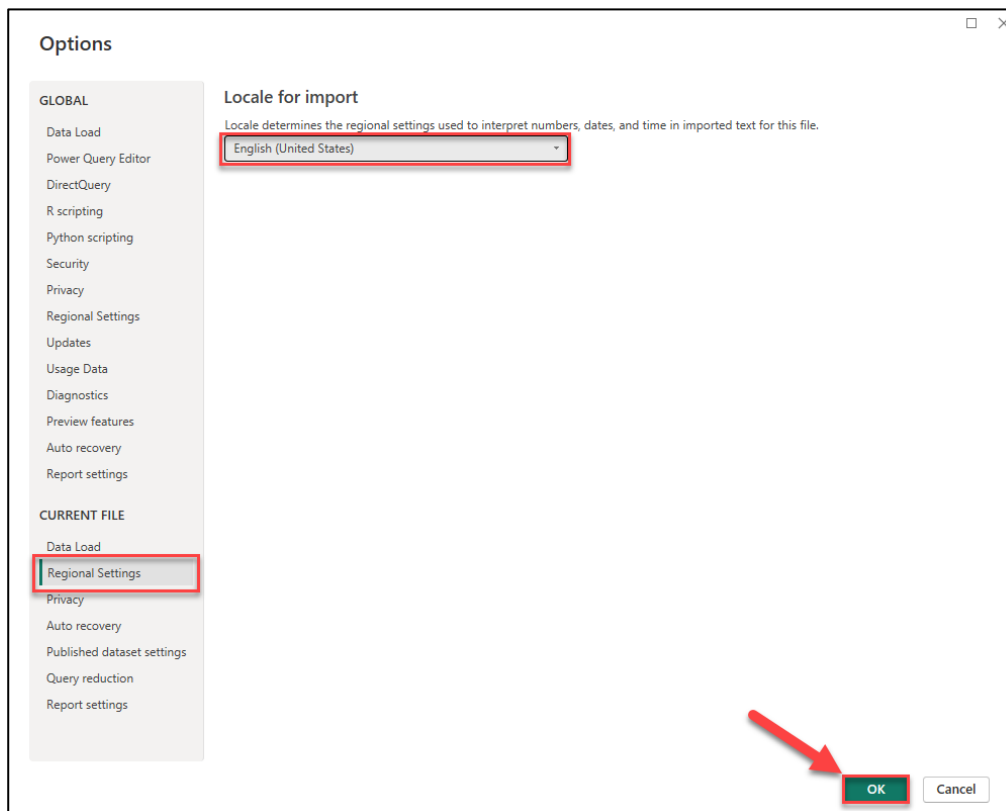 Options
GLOBAL
Data Load
Power Query Editor
DirectQuery
R scripting
Python scripting
Security
Privacy
Regional Settings
Updates
Usage Data
Diagnostics
Preview features
Auto recovery
Report settings
CURRENT FILE
Data Load
Regional Settings
Privacy
Auto recovery
Published dataset settings
Query reduction
Report settings
Locale for import
Locale determines the regional settings used to interpret numbers, dates, and time in imported text for this file.
English (United States)
OK
Cancel